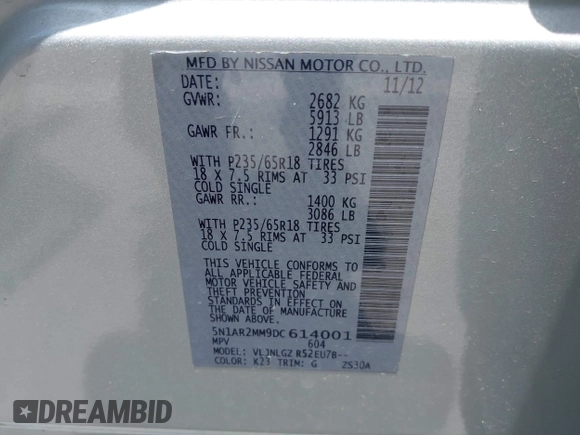 MFD BY NISSAN MOTOR CO., LTD.
DATE: 11/12
GVWR: 2682 KG
5913 LB
GAWR FR.: 1291 KG
2846 LB
WITH P235/65R18 TIRES
18 X 7.5 RIMS AT 33 PSI
COLD SINGLE
GAWR RR.: 1400 KG
3086 LB
WITH P235/65R18 TIRES
18 X 7.5 RIMS AT 33 PSI
COLD SINGLE
THIS VEHICLE CONFORMS TO
ALL APPLICABLE FEDERAL
MOTOR VEHICLE SAFETY AND
THEFT PREVENTION
STANDARDS IN EFFECT ON
THE DATE OF MANUFACTURE
SHOWN ABOVE.
5N1AR2MM9DC614001
MPV 604
MODEL: VLJNLGZ R52EU7B--
COLOR: K23 TRIM: G 2S30A
DREAMBID